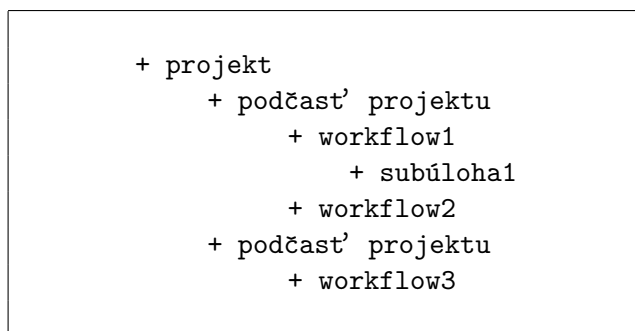 + projekt
+ podčasť projektu
+ workflow1
+ subúloha1
+ workflow2
+ podčasť projektu
+ workflow3